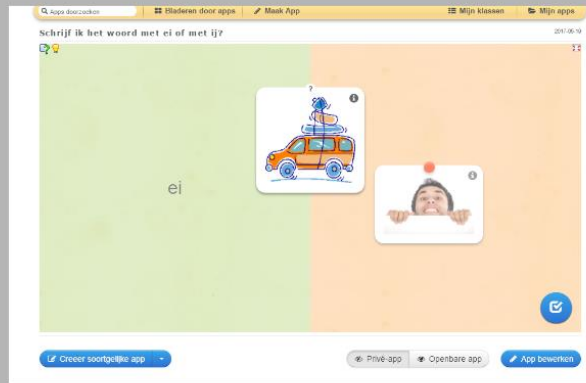 Apps doorzoeken
Bladeren door apps
Maak App
Mijn klassen
Mijn apps
Schrijf ik het woord met ei of met ij?
2017-05-19
?
ei
Creëer soortgelijke app
Privé-app
Openbare app
App bewerken